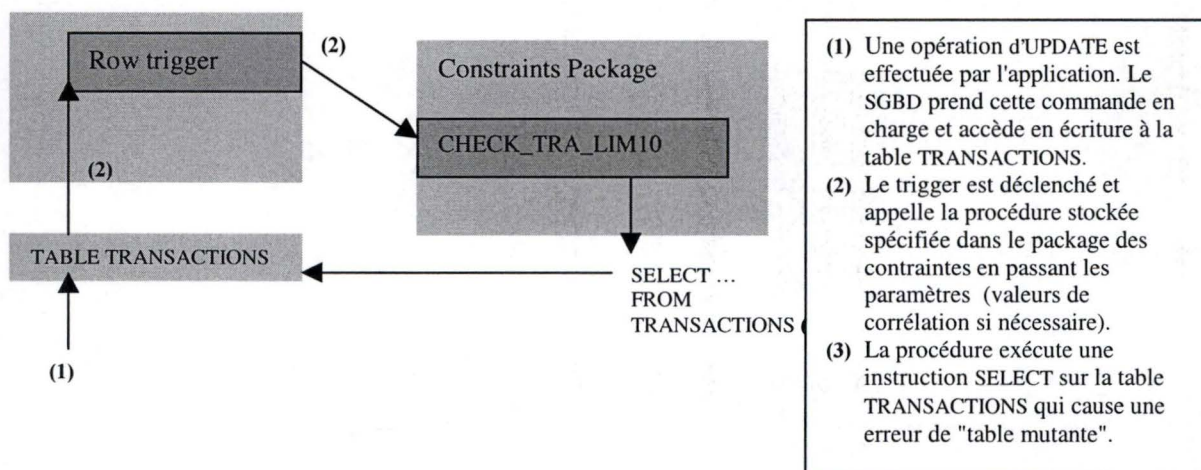 Row trigger
(2)
Constraints Package
CHECK_TRA_LIM10
(2)
TABLE TRANSACTIONS
SELECT ...
FROM
TRANSACTIONS
(1)
(1) Une opération d'UPDATE est
effectuée par l'application. Le
SGBD prend cette commande en
charge et accède en écriture à la
table TRANSACTIONS.
(2) Le trigger est déclenché et
appelle la procédure stockée
spécifiée dans le package des
contraintes en passant les
paramètres (valeurs de
corrélation si nécessaire).
(3) La procédure exécute une
instruction SELECT sur la table
TRANSACTIONS qui cause une
erreur de "table mutante".